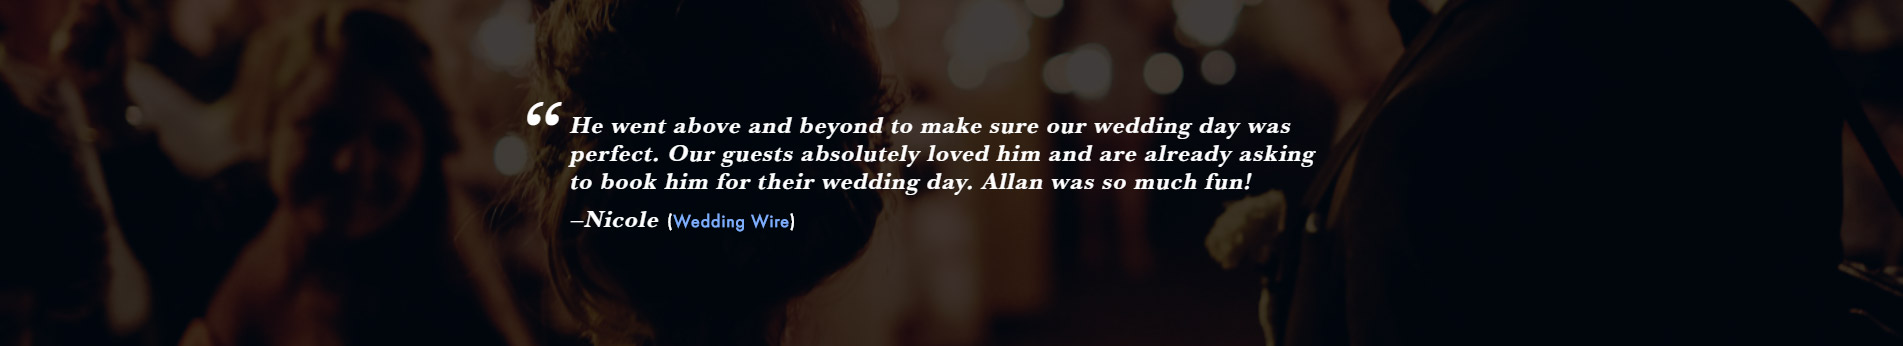 “He went above and beyond to make sure our wedding day was
perfect. Our guests absolutely loved him and are already asking
to book him for their wedding day. Allan was so much fun!
–Nicole (Wedding Wire)